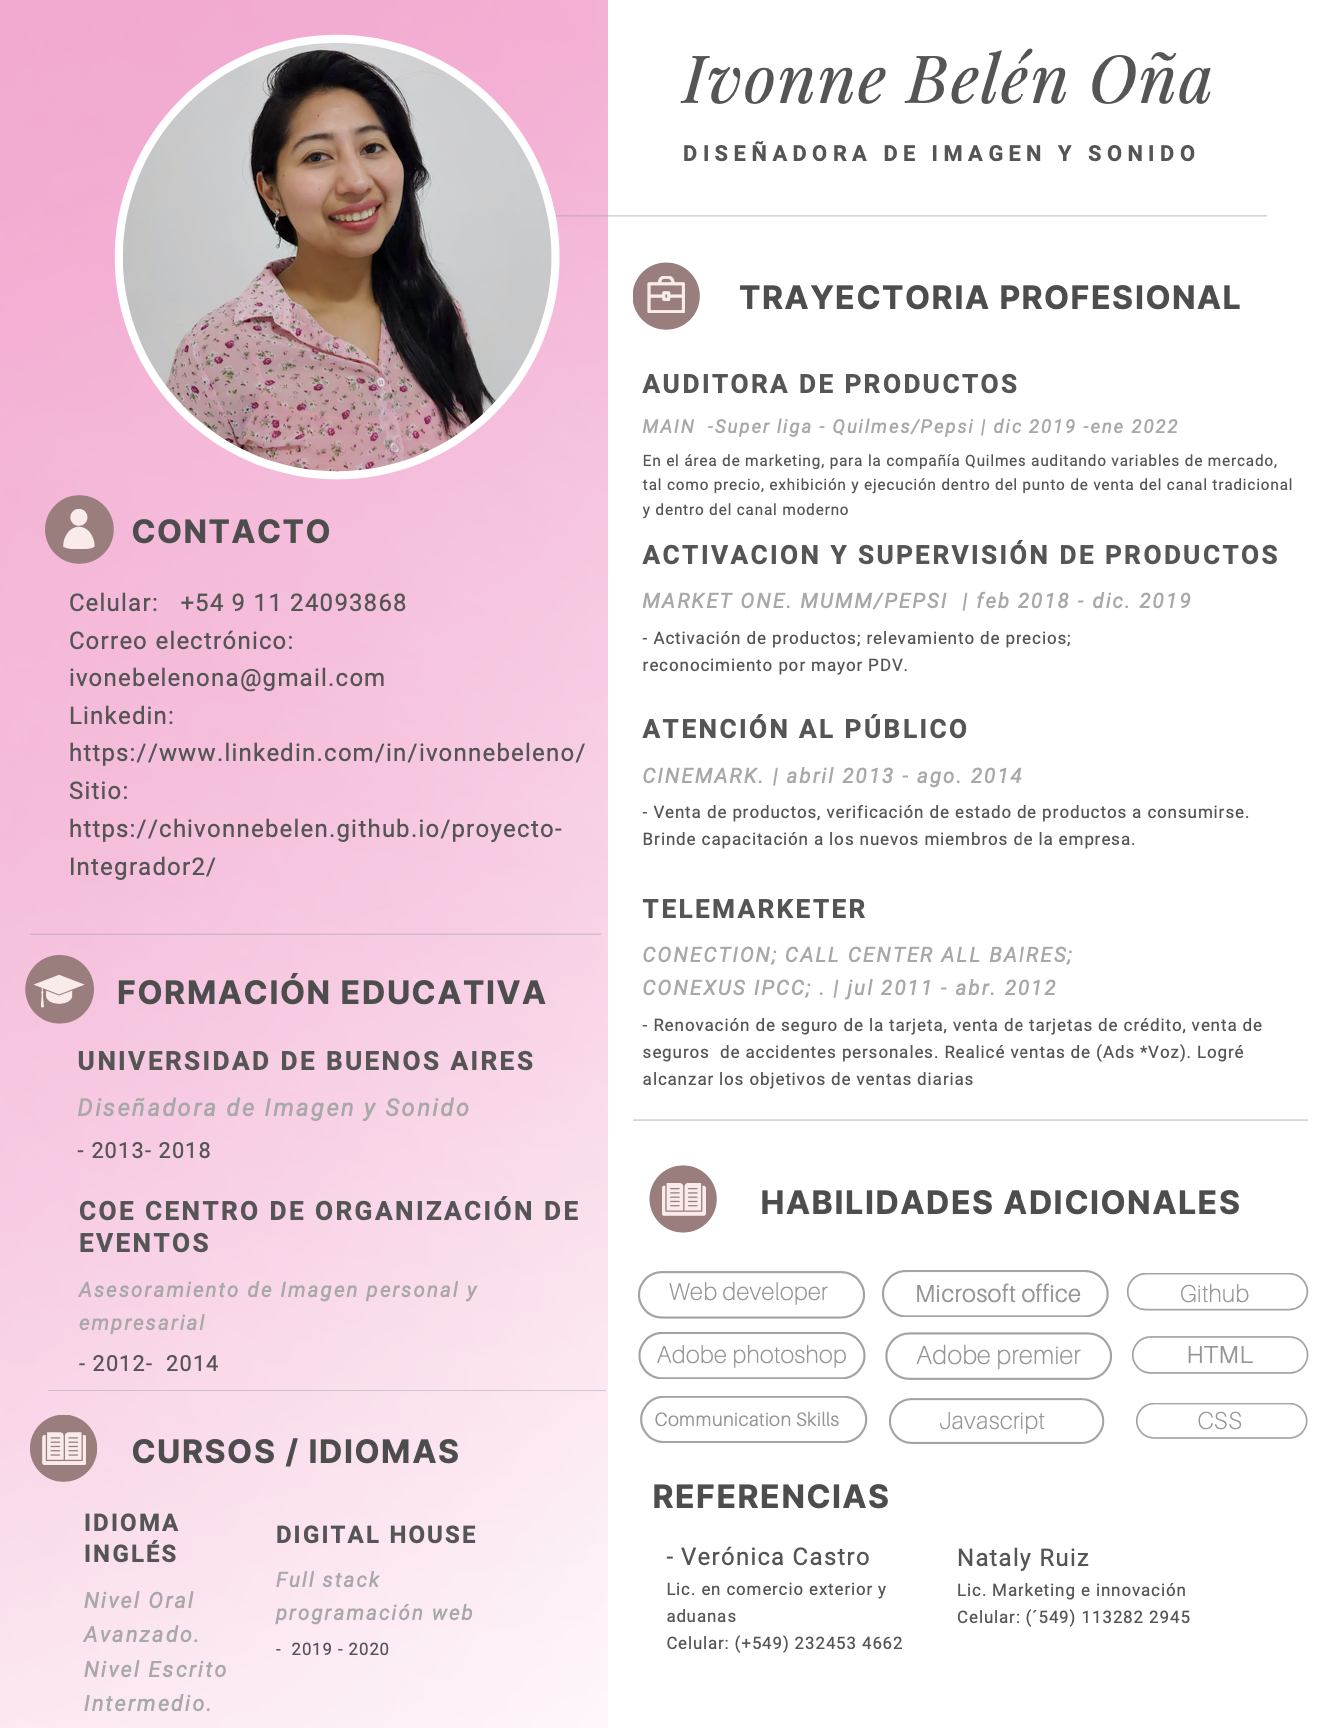 Ivonne Belén Oña
DISEÑADORA DE IMAGEN Y SONIDO
CONTACTO
Celular:   +54 9 11 24093868
Correo electrónico:
ivonebelenona@gmail.com
Linkedin:
https://www.linkedin.com/in/ivonnebeleno/
Sitio:
https://chivonnebelen.github.io/proyecto-
Integrador2/
FORMACIÓN EDUCATIVA
UNIVERSIDAD DE BUENOS AIRES
Diseñadora de Imagen y Sonido
- 2013- 2018
COE CENTRO DE ORGANIZACIÓN DE
EVENTOS
Asesoramiento de Imagen personal y
empresarial
- 2012-  2014
CURSOS / IDIOMAS
IDIOMA
INGLÉS
Nivel Oral
Avanzado.
Nivel Escrito
Intermedio.
DIGITAL HOUSE
Full stack
programación web
-  2019 - 2020
TRAYECTORIA PROFESIONAL
AUDITORA DE PRODUCTOS
MAIN  -Super liga - Quilmes/Pepsi | dic 2019 -ene 2022
En el área de marketing, para la compañía Quilmes auditando variables de mercado,
tal como precio, exhibición y ejecución dentro del punto de venta del canal tradicional
y dentro del canal moderno
ACTIVACION Y SUPERVISIÓN DE PRODUCTOS
MARKET ONE. MUMM/PEPSI  | feb 2018 - dic. 2019
- Activación de productos; relevamiento de precios;
reconocimiento por mayor PDV.
ATENCIÓN AL PÚBLICO
CINEMARK. | abril 2013 - ago. 2014
- Venta de productos, verificación de estado de productos a consumirse.
Brinde capacitación a los nuevos miembros de la empresa.
TELEMARKETER
CONECTION; CALL CENTER ALL BAIRES;
CONEXUS IPCC; . | jul 2011 - abr. 2012
- Renovación de seguro de la tarjeta, venta de tarjetas de crédito, venta de
seguros  de accidentes personales. Realicé ventas de (Ads *Voz). Logré
alcanzar los objetivos de ventas diarias
HABILIDADES ADICIONALES
Web developer
Microsoft office
Github
Adobe photoshop
Adobe premier
HTML
Communication Skills
Javascript
CSS
REFERENCIAS
- Verónica Castro
Lic. en comercio exterior y
aduanas
Celular: (+549) 232453 4662
Nataly Ruiz
Lic. Marketing e innovación
Celular: (´549) 113282 2945